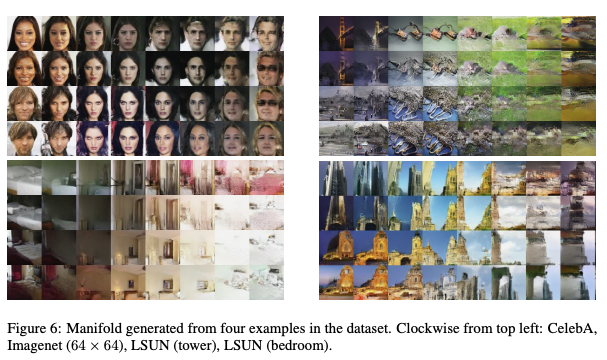 Figure 6: Manifold generated from four examples in the dataset. Clockwise from top left: CelebA,
Imagenet (64 × 64), LSUN (tower), LSUN (bedroom).